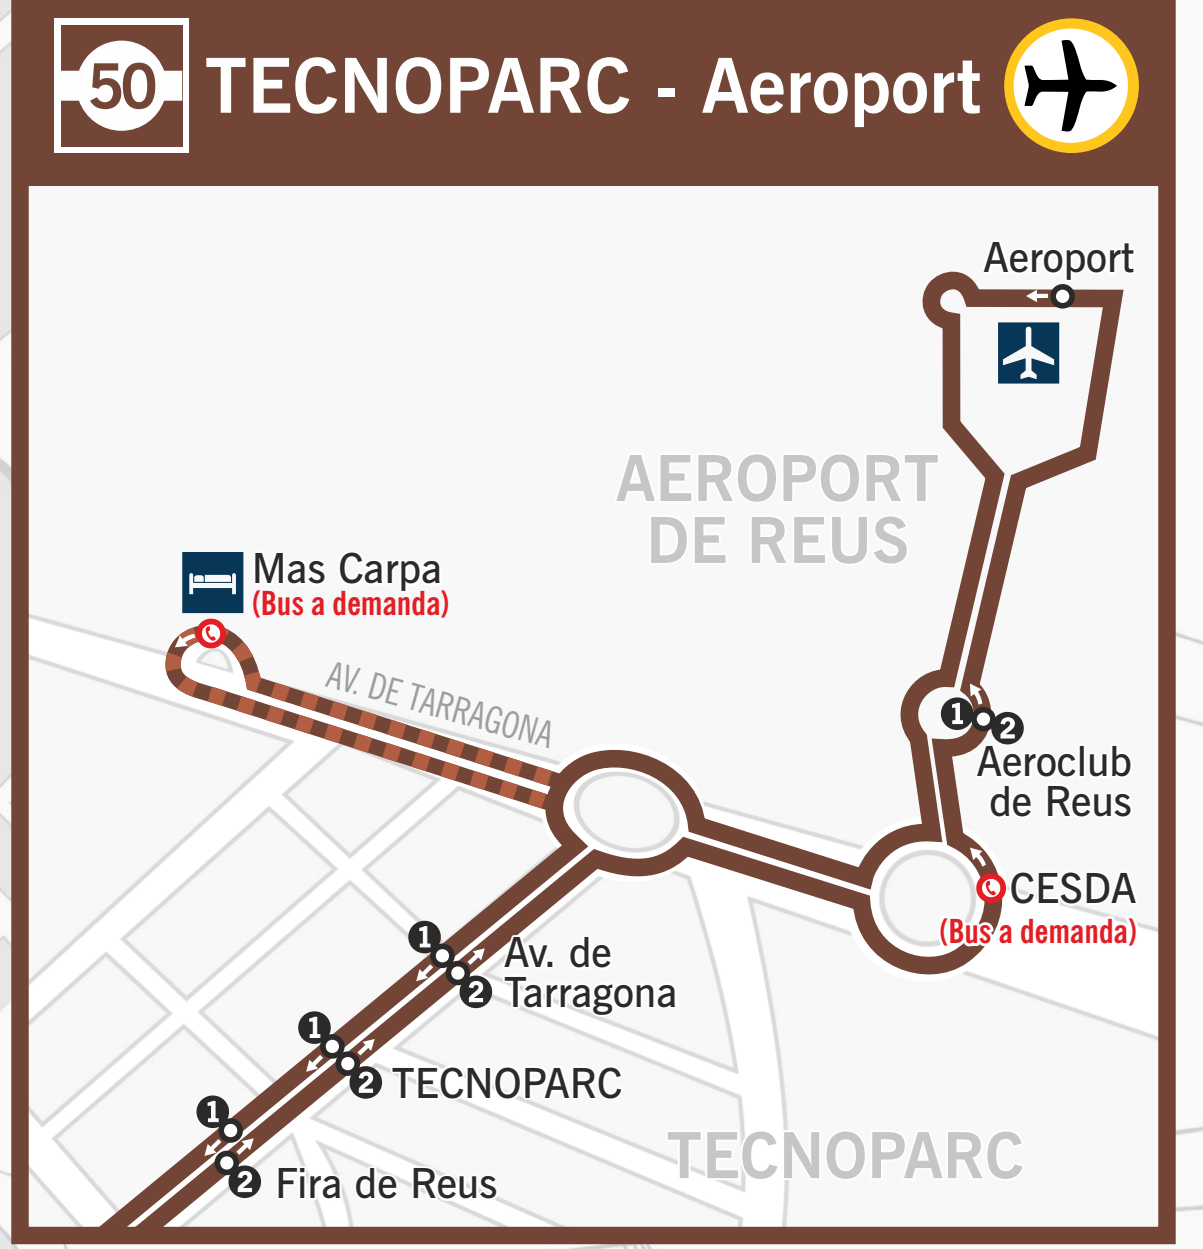 50 TECNOPARC - Aeroport
Aeroport
AEROPORT
DE REUS
Mas Carpa
(Bus a demanda)
AV. DE TARRAGONA
1
2
Aeroclub
de Reus
CESDA
(Bus a demanda)
1
Av. de
2 Tarragona
1
2 TECNOPARC
TECNOPARC
1
2 Fira de Reus